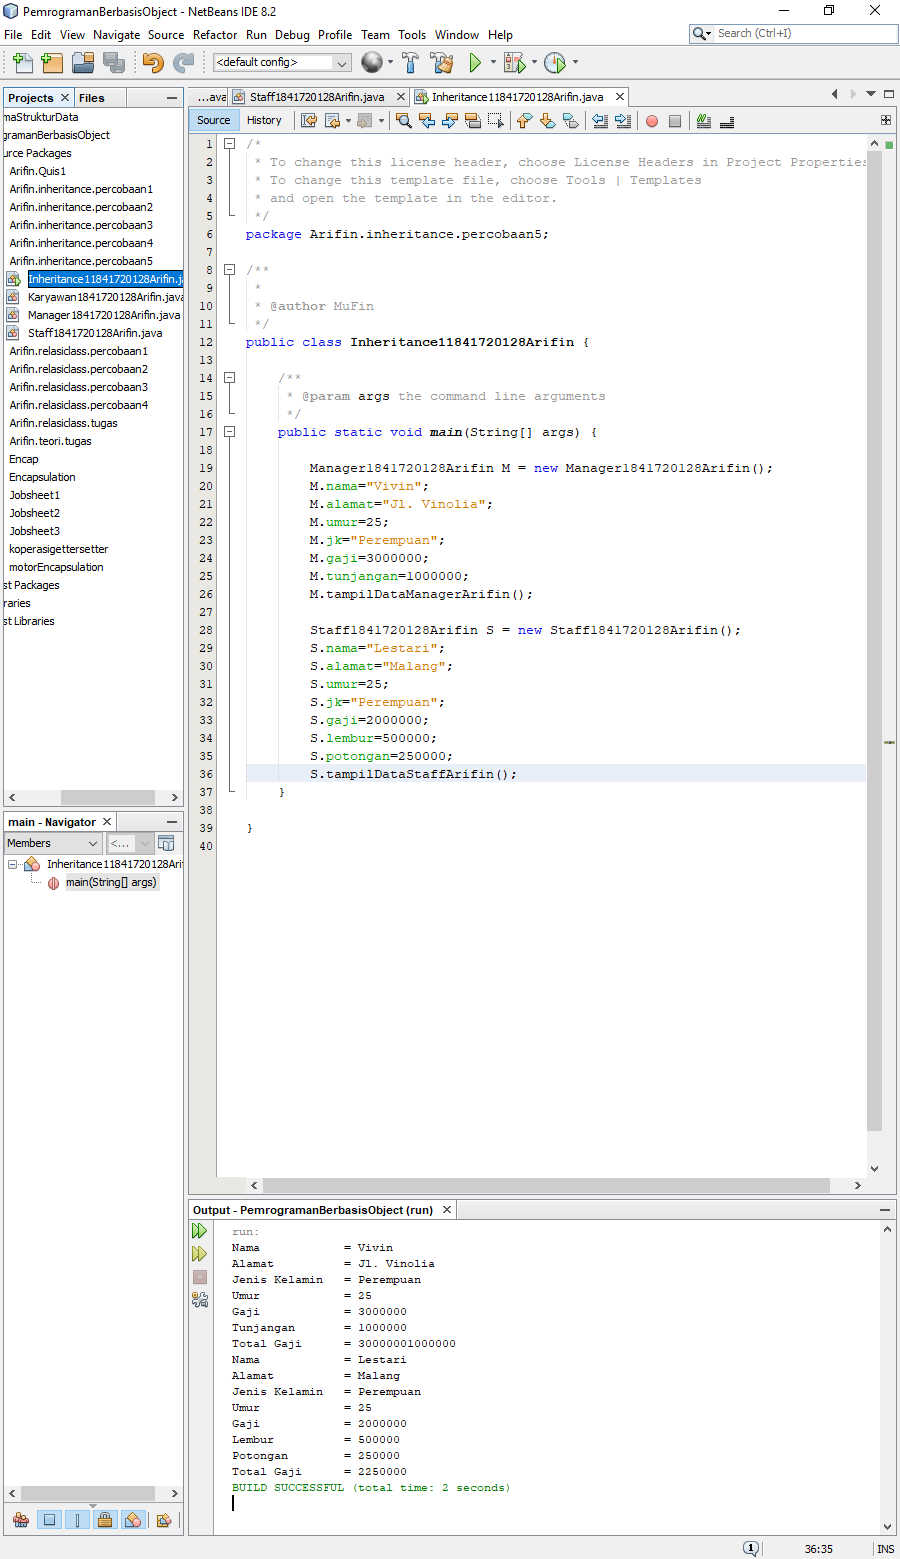 PemrogramanBerbasisObject - NetBeans IDE 8.2
File Edit View Navigate Source Refactor Run Debug Profile Team Tools Window Help
Search (Ctrl+I)
<default config>
Projects
Files
maStrukturData
gramanBerbasisObject
urce Packages
Arifin.Quis1
Arifin.inheritance.percobaan1
Arifin.inheritance.percobaan2
Arifin.inheritance.percobaan3
Arifin.inheritance.percobaan4
Arifin.inheritance.percobaan5
Inheritance11841720128Arifin.ja
Karyawan1841720128Arifin.java
Manager1841720128Arifin.java
Staff1841720128Arifin.java
Arifin.relasiclass.percobaan1
Arifin.relasiclass.percobaan2
Arifin.relasiclass.percobaan3
Arifin.relasiclass.percobaan4
Arifin.relasiclass.tugas
Arifin.teori.tugas
Encap
Encapsulation
Jobsheet1
Jobsheet2
Jobsheet3
koperasigettersetter
motorEncapsulation
st Packages
raries
st Libraries
main - Navigator
Members
<...
Inheritance11841720128Arif
main(String[] args)
...ava
Staff1841720128Arifin.java
Inheritance11841720128Arifin.java
Source History
1 /*
2 * To change this license header, choose License Headers in Project Properties
3 * To change this template file, choose Tools | Templates
4 * and open the template in the editor.
5 */
6 package Arifin.inheritance.percobaan5;
7
8 /**
9 *
10 * @author MuFin
11 */
12 public class Inheritance11841720128Arifin {
13
14 /**
15 * @param args the command line arguments
16 */
17 public static void main(String[] args) {
18
19 Manager1841720128Arifin M = new Manager1841720128Arifin();
20 M.nama="Vivin";
21 M.alamat="Jl. Vinolia";
22 M.umur=25;
23 M.jk="Perempuan";
24 M.gaji=3000000;
25 M.tunjangan=1000000;
26 M.tampilDataManagerArifin();
27
28 Staff1841720128Arifin S = new Staff1841720128Arifin();
29 S.nama="Lestari";
30 S.alamat="Malang";
31 S.umur=25;
32 S.jk="Perempuan";
33 S.gaji=2000000;
34 S.lembur=500000;
35 S.potongan=250000;
36 S.tampilDataStaffArifin();
37 }
38
39 }
40
Output - PemrogramanBerbasisObject (run)
run:
Nama = Vivin
Alamat = Jl. Vinolia
Jenis Kelamin = Perempuan
Umur = 25
Gaji = 3000000
Tunjangan = 1000000
Total Gaji = 30000001000000
Nama = Lestari
Alamat = Malang
Jenis Kelamin = Perempuan
Umur = 25
Gaji = 2000000
Lembur = 500000
Potongan = 250000
Total Gaji = 2250000
BUILD SUCCESSFUL (total time: 2 seconds)
1
36:35
INS